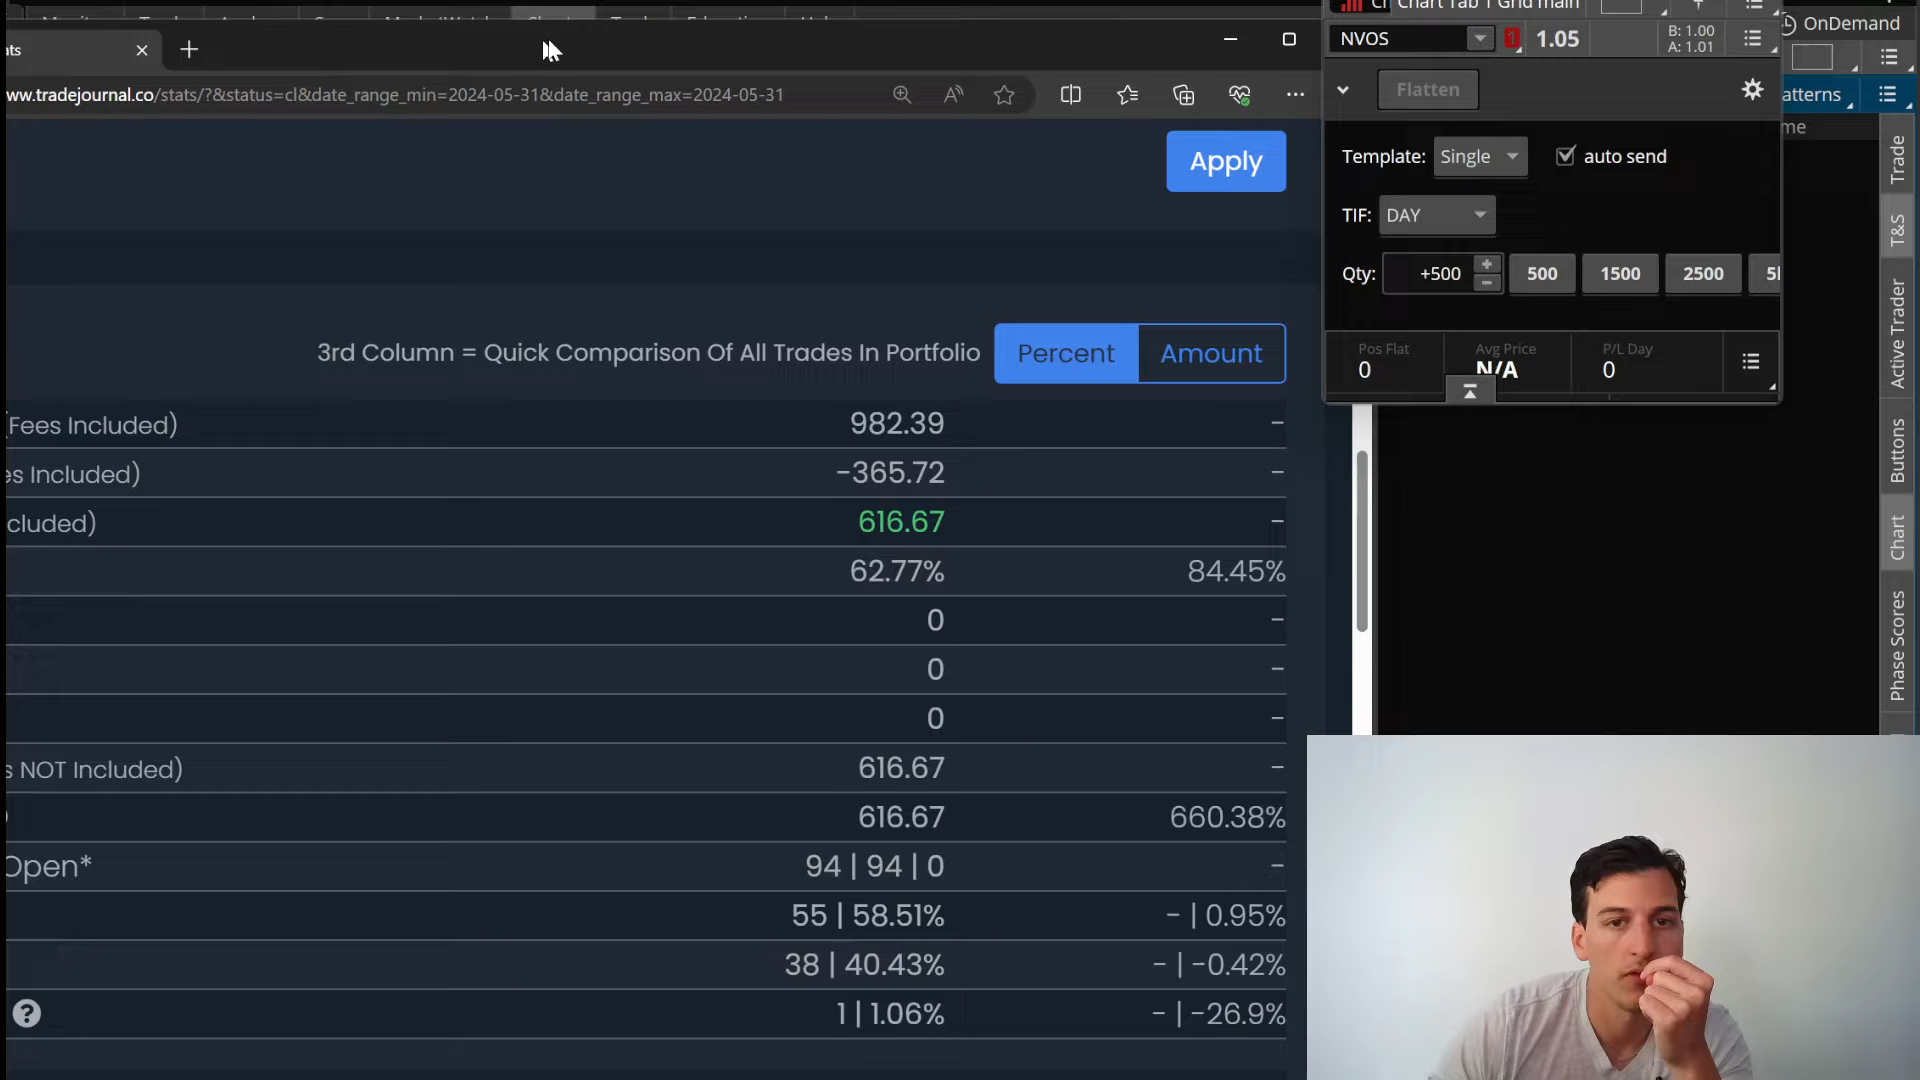 Chart Tab 1 Grid main
OnDemand
ats
NVOS
1
1.05
B: 1.00
A: 1.01
ww.tradejournal.co/stats/?&status=cl&date_range_min=2024-05-31&date_range_max=2024-05-31
Flatten
atterns
me
Apply
Template: Single auto send
TIF: DAY
Qty: +500 500 1500 2500
3rd Column = Quick Comparison Of All Trades In Portfolio Percent Amount
Pos Flat Avg Price P/L Day
0 N/A 0
(Fees Included) 982.39 –
es Included) -365.72 –
cluded) 616.67 –
62.77% 84.45%
0 –
0 –
0 –
s NOT Included) 616.67 –
616.67 660.38%
Open* 94 | 94 | 0 –
55 | 58.51% - | 0.95%
38 | 40.43% - | -0.42%
? 1 | 1.06% - | -26.9%
Trade
T&S
Active Trader
Buttons
Chart
Phase Scores